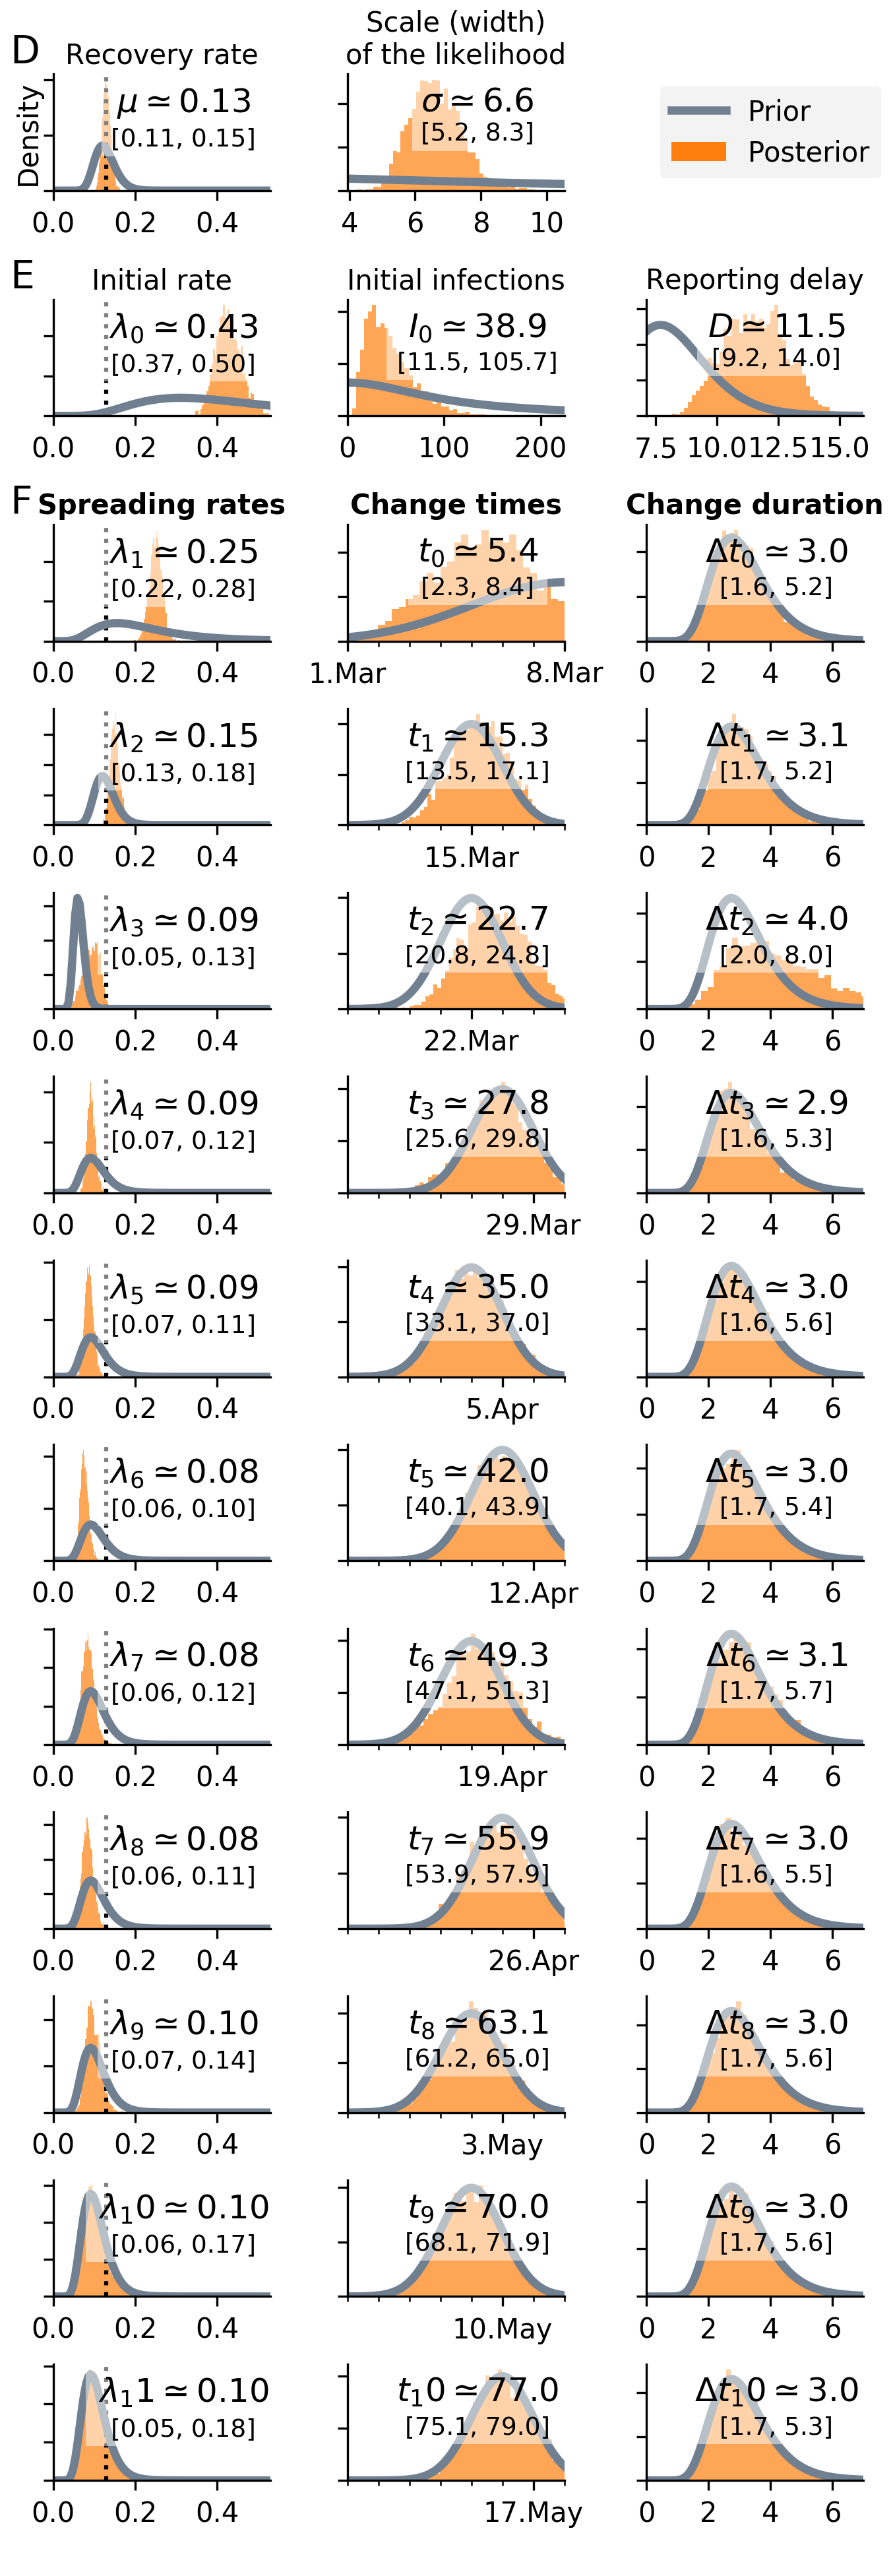 D
Recovery rate
Scale (width)
of the likelihood
Density
μ ≃ 0.13
[0.11, 0.15]
0.0 0.2 0.4
σ ≃ 6.6
[5.2, 8.3]
4 6 8 10
Prior
Posterior
E
Initial rate
λ0 ≃ 0.43
[0.37, 0.50]
0.0 0.2 0.4
Initial infections
I0 ≃ 38.9
[11.5, 105.7]
0 100 200
Reporting delay
D ≃ 11.5
[9.2, 14.0]
7.5 10.0 12.5 15.0
F
Spreading rates
Change times
Change duration
λ1 ≃ 0.25
[0.22, 0.28]
0.0 0.2 0.4
t0 ≃ 5.4
[2.3, 8.4]
1.Mar 8.Mar
Δt0 ≃ 3.0
[1.6, 5.2]
0 2 4 6
λ2 ≃ 0.15
[0.13, 0.18]
0.0 0.2 0.4
t1 ≃ 15.3
[13.5, 17.1]
15.Mar
Δt1 ≃ 3.1
[1.7, 5.2]
0 2 4 6
λ3 ≃ 0.09
[0.05, 0.13]
0.0 0.2 0.4
t2 ≃ 22.7
[20.8, 24.8]
22.Mar
Δt2 ≃ 4.0
[2.0, 8.0]
0 2 4 6
λ4 ≃ 0.09
[0.07, 0.12]
0.0 0.2 0.4
t3 ≃ 27.8
[25.6, 29.8]
29.Mar
Δt3 ≃ 2.9
[1.6, 5.3]
0 2 4 6
λ5 ≃ 0.09
[0.07, 0.11]
0.0 0.2 0.4
t4 ≃ 35.0
[33.1, 37.0]
5.Apr
Δt4 ≃ 3.0
[1.6, 5.6]
0 2 4 6
λ6 ≃ 0.08
[0.06, 0.10]
0.0 0.2 0.4
t5 ≃ 42.0
[40.1, 43.9]
12.Apr
Δt5 ≃ 3.0
[1.7, 5.4]
0 2 4 6
λ7 ≃ 0.08
[0.06, 0.12]
0.0 0.2 0.4
t6 ≃ 49.3
[47.1, 51.3]
19.Apr
Δt6 ≃ 3.1
[1.7, 5.7]
0 2 4 6
λ8 ≃ 0.08
[0.06, 0.11]
0.0 0.2 0.4
t7 ≃ 55.9
[53.9, 57.9]
26.Apr
Δt7 ≃ 3.0
[1.6, 5.5]
0 2 4 6
λ9 ≃ 0.10
[0.07, 0.14]
0.0 0.2 0.4
t8 ≃ 63.1
[61.2, 65.0]
3.May
Δt8 ≃ 3.0
[1.7, 5.6]
0 2 4 6
λ10 ≃ 0.10
[0.06, 0.17]
0.0 0.2 0.4
t9 ≃ 70.0
[68.1, 71.9]
10.May
Δt9 ≃ 3.0
[1.7, 5.6]
0 2 4 6
λ11 ≃ 0.10
[0.05, 0.18]
0.0 0.2 0.4
t10 ≃ 77.0
[75.1, 79.0]
17.May
Δt10 ≃ 3.0
[1.7, 5.3]
0 2 4 6